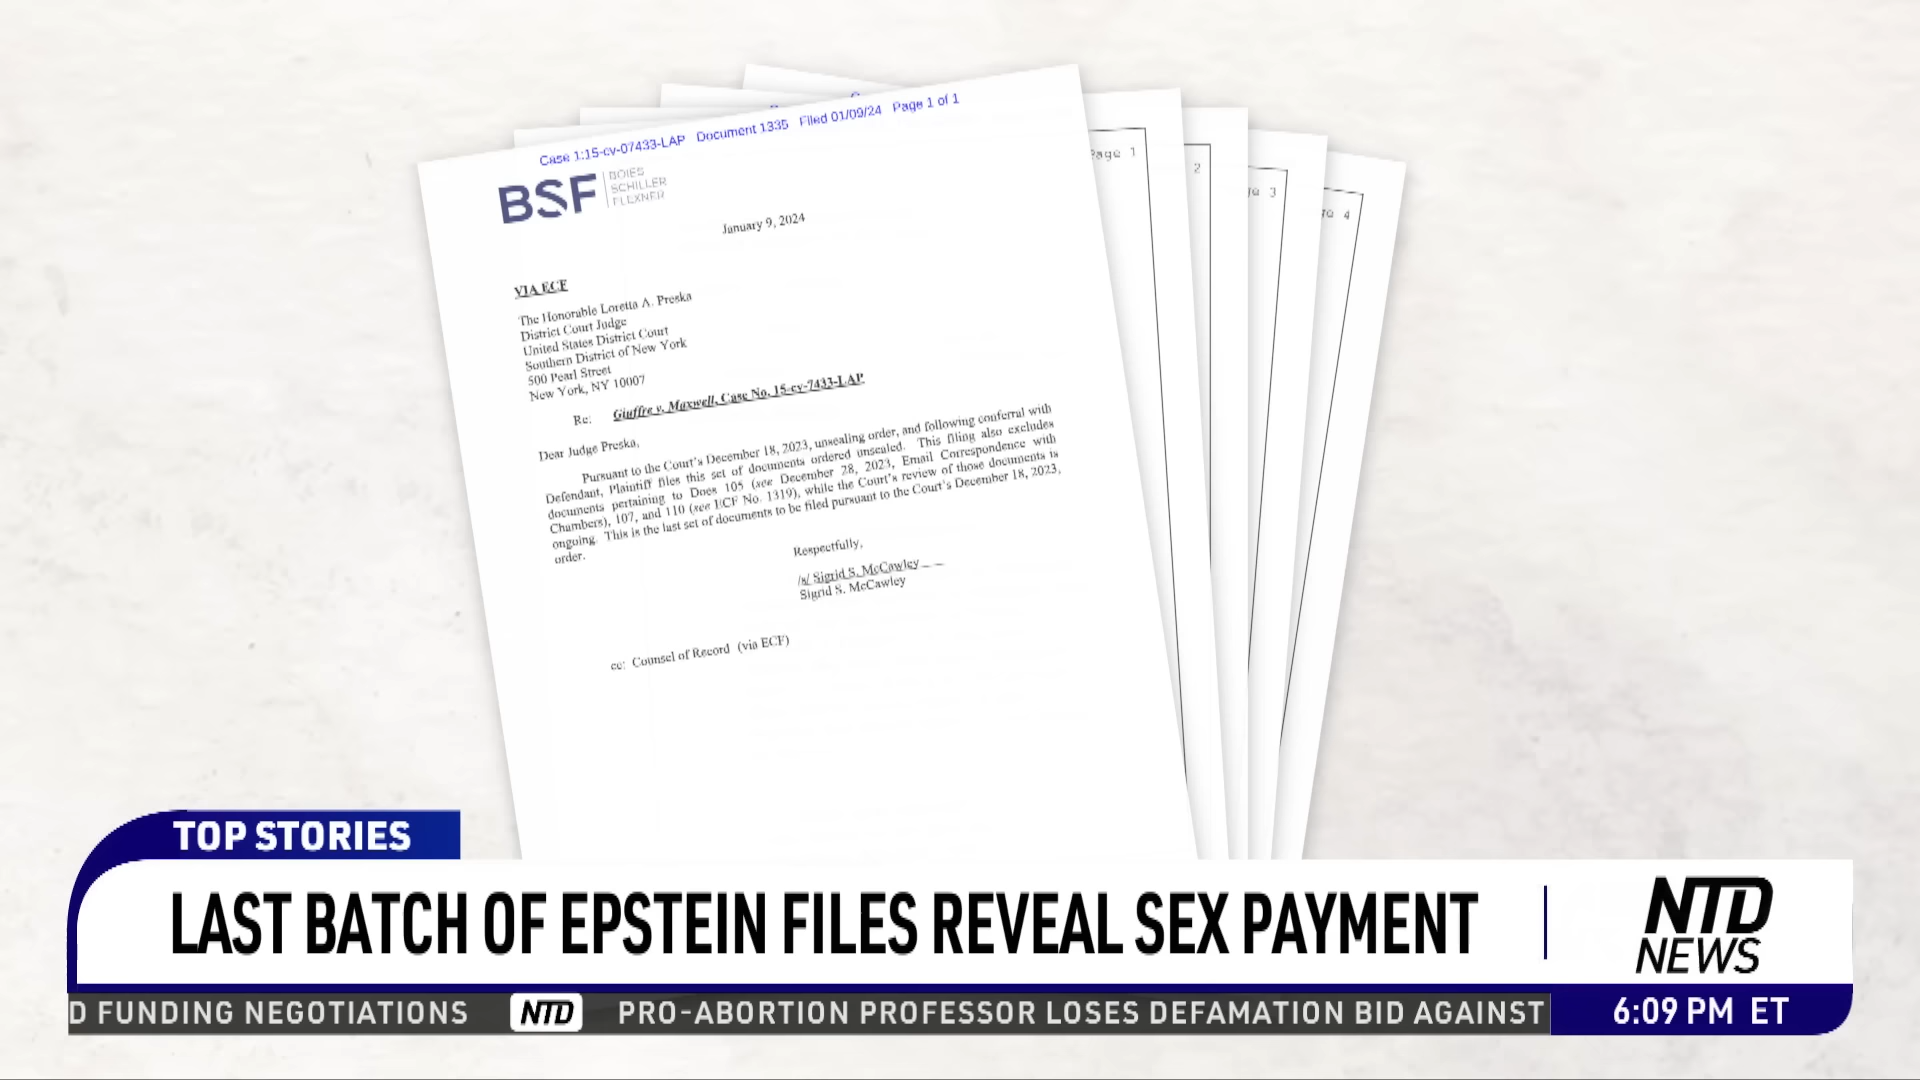 Case 1:15-cv-07433-LAP Document 1335 Filed 01/09/24 Page 1 of 1
BSF
BOIES
SCHILLER
FLEXNER
January 9, 2024
VIA ECF
The Honorable Loretta A. Preska
District Court Judge
United States District Court
Southern District of New York
500 Pearl Street
New York, NY 10007
Re: Giuffre v. Maxwell, Case No. 15-cv-7433-LAP
Dear Judge Preska,
Pursuant to the Court's December 18, 2023, unsealing order, and following conferral with
Defendant, Plaintiff files this set of documents ordered unsealed. This filing also excludes
documents pertaining to Does 105 (see December 28, 2023, Email Correspondence with
Chambers), 107, and 110 (see ECF No. 1319), while the Court's review of those documents is
ongoing. This is the last set of documents to be filed pursuant to the Court's December 18, 2023,
order.
Respectfully,
/s/ Sigrid S. McCawley
Sigrid S. McCawley
cc: Counsel of Record (via ECF)
Page 1
2
3
4
TOP STORIES
LAST BATCH OF EPSTEIN FILES REVEAL SEX PAYMENT
NTD
NEWS
D FUNDING NEGOTIATIONS NTD PRO-ABORTION PROFESSOR LOSES DEFAMATION BID AGAINST
6:09 PM ET